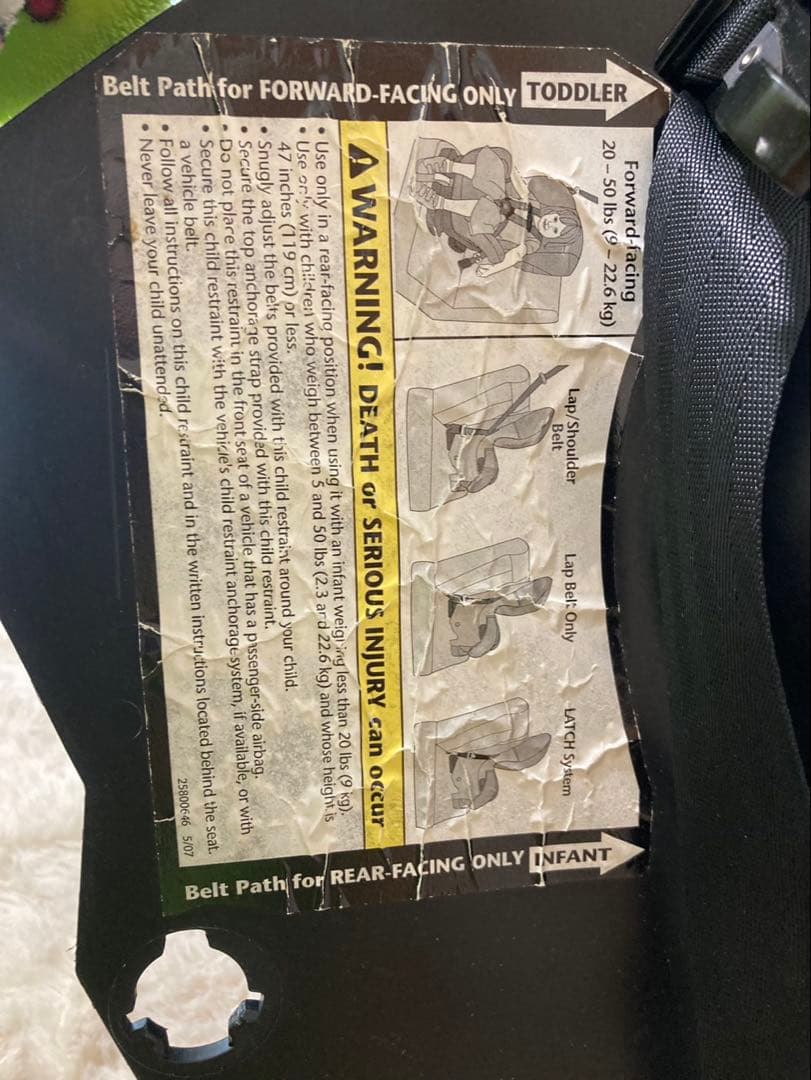 Belt Path for FORWARD-FACING ONLY TODDLER
Forward-facing
20 – 50 lbs (9 – 22.6 kg)
Lap/Shoulder
Belt
Lap Belt Only
LATCH System
WARNING! DEATH or SERIOUS INJURY can occur
• Use only in a rear-facing position when using it with an infant weighing less than 20 lbs (9 kg).
• Use only with children who weigh between 5 and 50 lbs (2.3 and 22.6 kg) and whose height is
47 inches (119 cm) or less.
• Snugly adjust the belts provided with this child restraint around your child.
• Secure the top anchorage strap provided with this child restraint.
• Do not place this restraint in the front seat of a vehicle that has a passenger-side airbag.
• Secure this child restraint with the vehicle's child restraint anchorage system, if available, or with
a vehicle belt.
• Follow all instructions on this child restraint and in the written instructions located behind the seat.
• Never leave your child unattended.
25800646 5/07
Belt Path for REAR-FACING ONLY INFANT